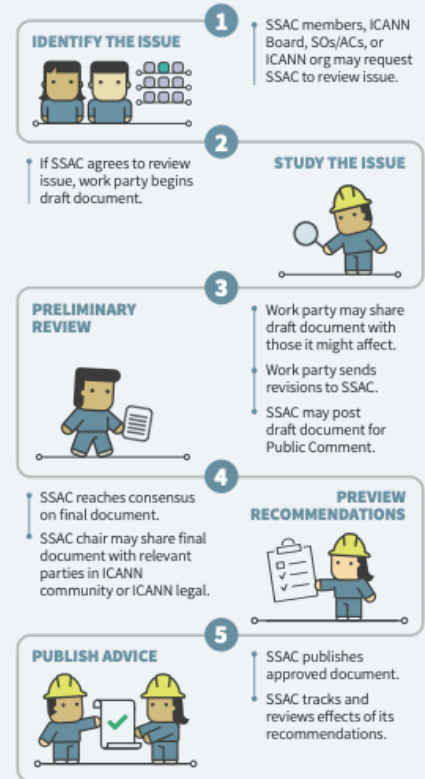 1
IDENTIFY THE ISSUE
SSAC members, ICANN
Board, SOs/ACs, or
ICANN org may request
SSAC to review issue.
2
If SSAC agrees to review
issue, work party begins
draft document.
STUDY THE ISSUE
3
PRELIMINARY
REVIEW
Work party may share
draft document with
those it might affect.
Work party sends
revisions to SSAC.
SSAC may post
draft document for
Public Comment.
4
SSAC reaches consensus
on final document.
SSAC chair may share final
document with relevant
parties in ICANN
community or ICANN legal.
PREVIEW
RECOMMENDATIONS
5
PUBLISH ADVICE
SSAC publishes
approved document.
SSAC tracks and
reviews effects of its
recommendations.